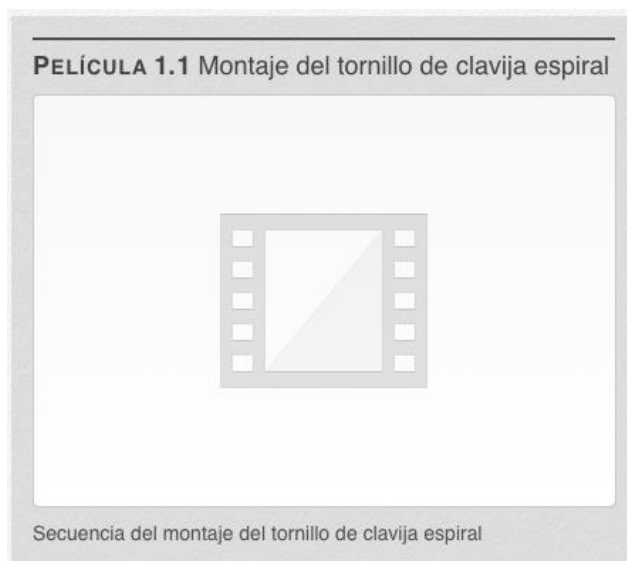 PELÍCULA 1.1 Montaje del tornillo de clavija espiral
Secuencia del montaje del tornillo de clavija espiral